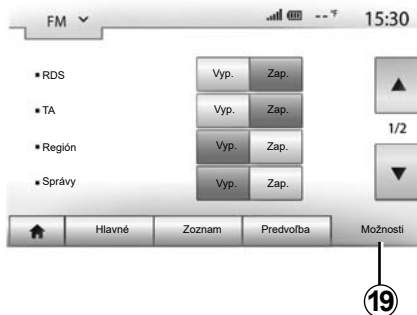 FM -- °F 15:30
RDS Vyp. Zap.
TA Vyp. Zap.
1/2
Región Vyp. Zap.
Správy Vyp. Zap.
Hlavné Zoznam Predvoľba Možnosti
19